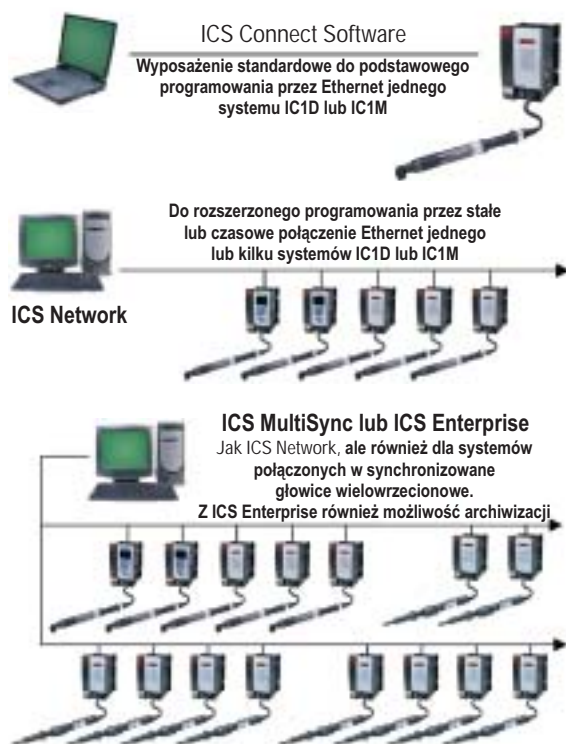 ICS Connect Software
Wyposażenie standardowe do podstawowego
programowania przez Ethernet jednego
systemu IC1D lub IC1M
Do rozszerzonego programowania przez stałe
lub czasowe połączenie Ethernet jednego
lub kilku systemów IC1D lub IC1M
ICS Network
ICS MultiSync lub ICS Enterprise
Jak ICS Network, ale również dla systemów
połączonych w synchronizowane
głowice wielowrzecionowe.
Z ICS Enterprise również możliwość archiwizacji